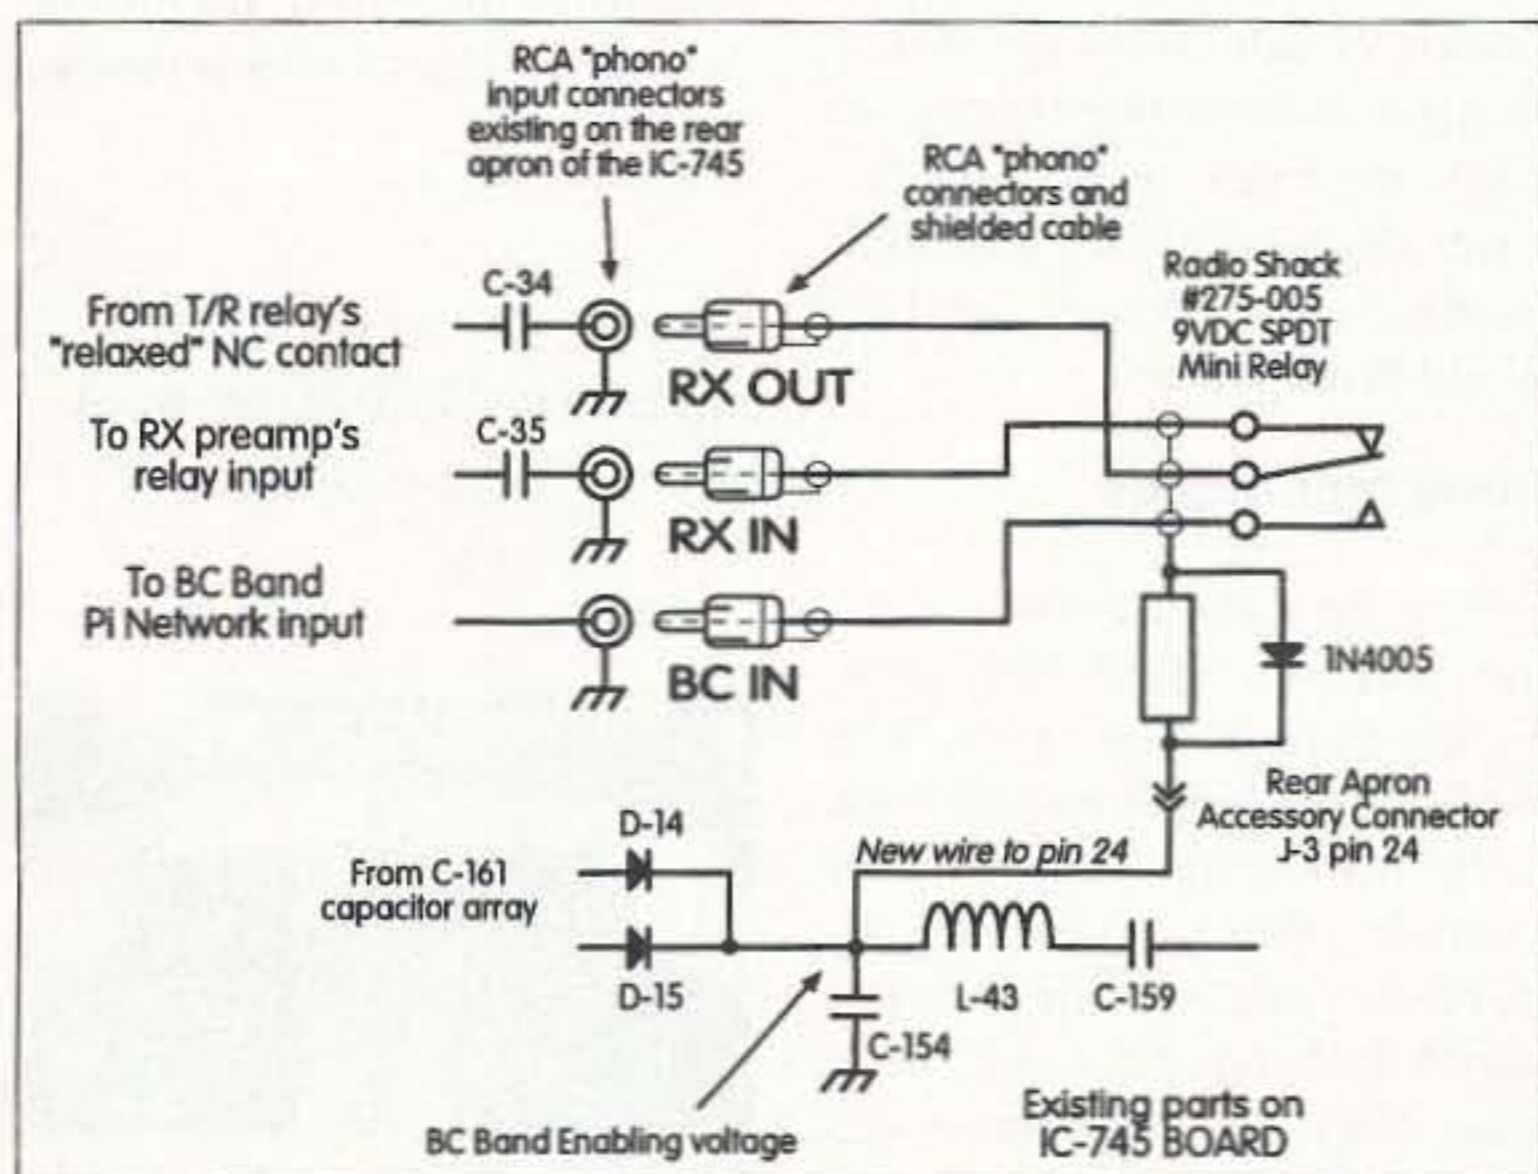 RCA "phono"
input connectors
existing on the rear
apron of the IC-745
RCA "phono"
connectors and
shielded cable
Radio Shack
#275-005
9VDC SPDT
Mini Relay
C-34
From T/R relay's
"relaxed" NC contact
RX OUT
C-35
To RX preamp's
relay input
RX IN
To BC Band
Pi Network input
BC IN
1N4005
Rear Apron
Accessory Connector
J-3 pin 24
D-14
New wire to pin 24
From C-161
capacitor array
D-15
L-43
C-159
C-154
BC Band Enabling voltage
Existing parts on
IC-745 BOARD